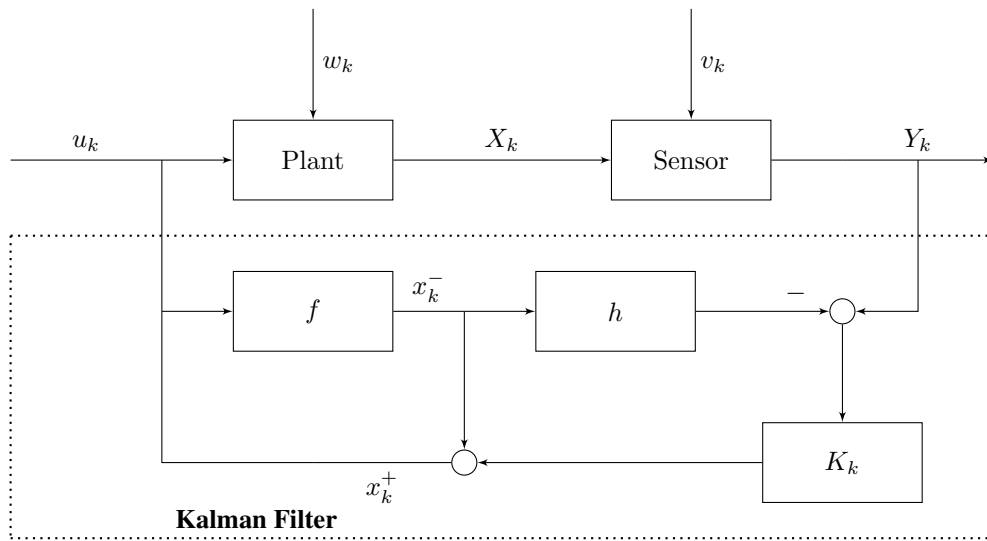 w_k
v_k
u_k
Plant
X_k
Sensor
Y_k
f
x_k^-
h
−
x_k^+
K_k
Kalman Filter